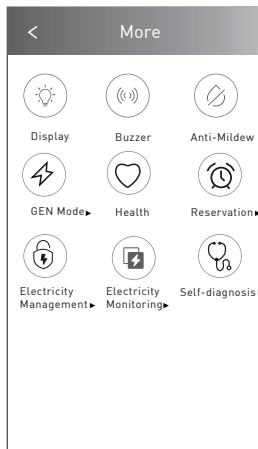 More
Display Buzzer Anti-Mildew
GEN Mode Health Reservation
Electricity Electricity Self-diagnosis
Management Monitoring